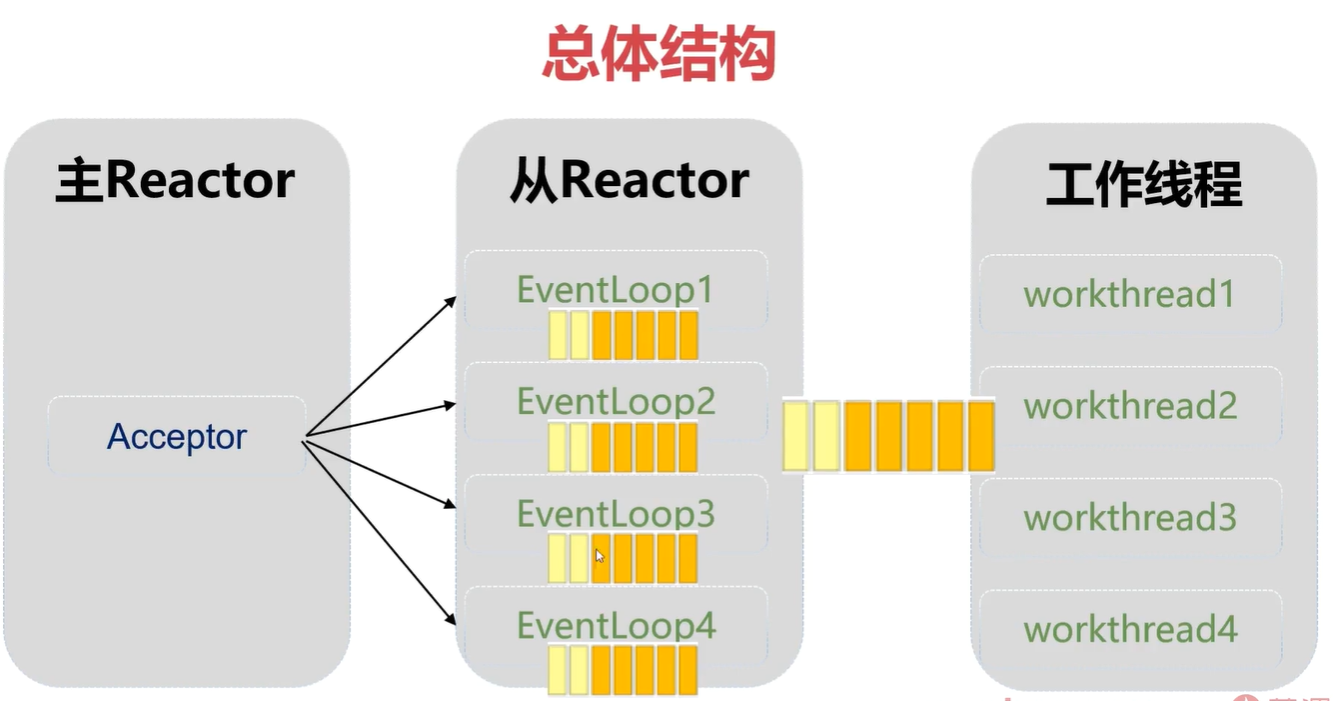 总体结构
主Reactor
Acceptor
从Reactor
EventLoop1
EventLoop2
EventLoop3
EventLoop4
工作线程
workthread1
workthread2
workthread3
workthread4